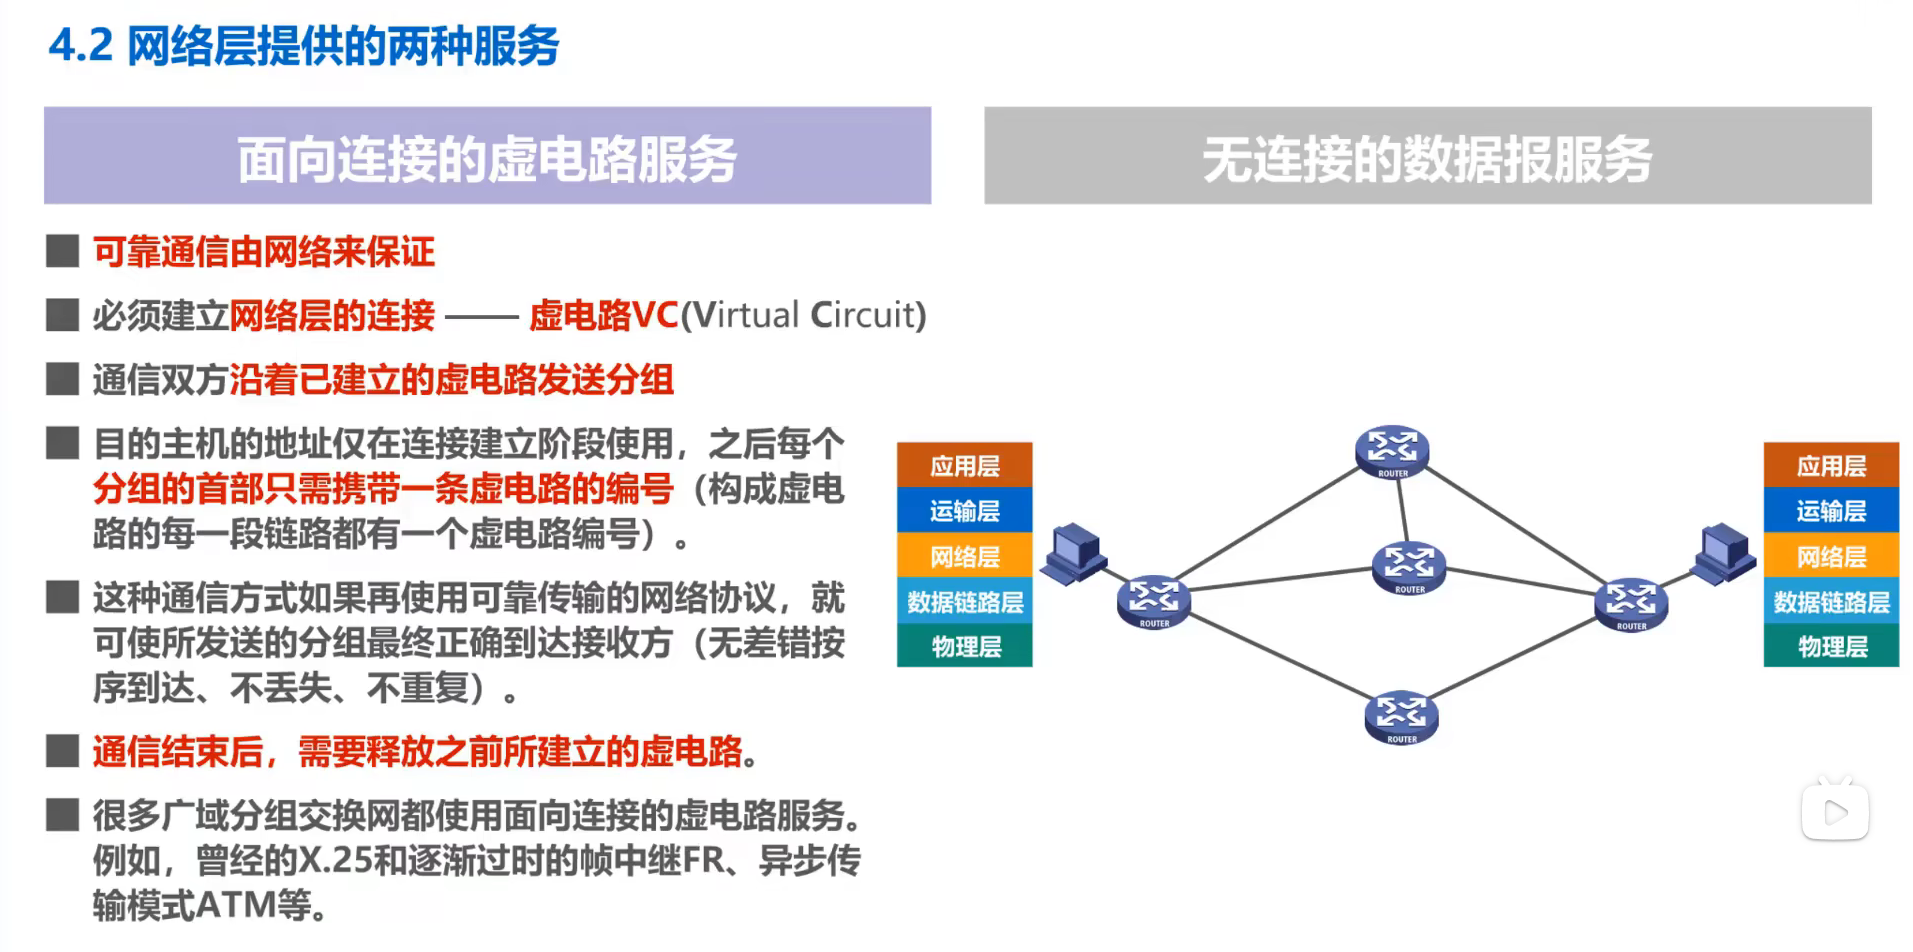 4.2 网络层提供的两种服务
面向连接的虚电路服务
无连接的数据报服务
可靠通信由网络来保证
必须建立网络层的连接 —— 虚电路VC(Virtual Circuit)
通信双方沿着已建立的虚电路发送分组
目的主机的地址仅在连接建立阶段使用，之后每个
分组的首部只需携带一条虚电路的编号（构成虚电
路的每一段链路都有一个虚电路编号）。
这种通信方式如果再使用可靠传输的网络协议，就
可使所发送的分组最终正确到达接收方（无差错按
序到达、不丢失、不重复）。
通信结束后，需要释放之前所建立的虚电路。
很多广域分组交换网都使用面向连接的虚电路服务。
例如，曾经的X.25和逐渐过时的帧中继FR、异步传
输模式ATM等。
应用层
运输层
网络层
数据链路层
物理层
ROUTER
ROUTER
ROUTER
ROUTER
ROUTER
应用层
运输层
网络层
数据链路层
物理层